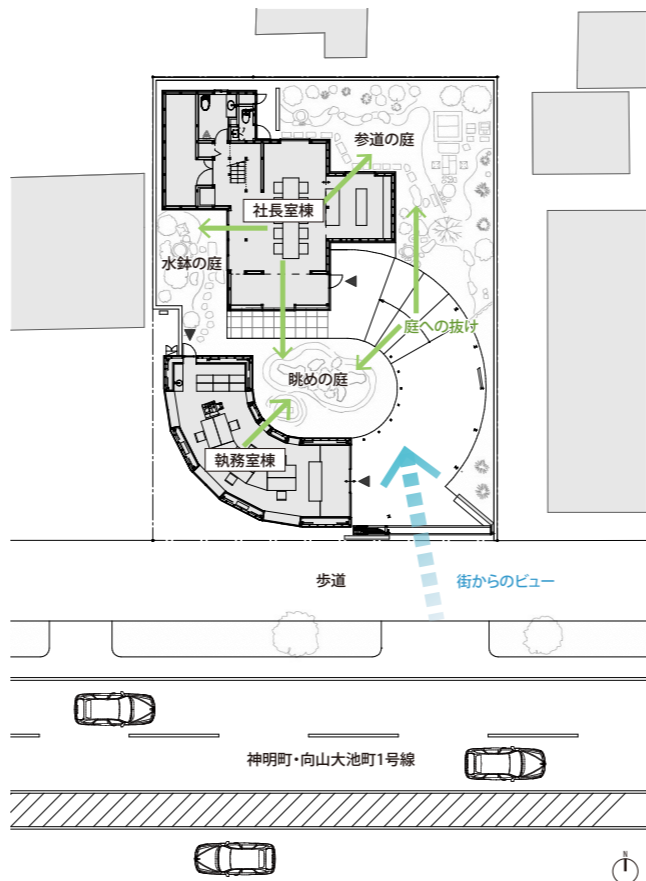 参道の庭
社長室棟
水鉢の庭
庭への抜け
眺めの庭
執務室棟
歩道
街からのビュー
神明町・向山大池町1号線
N